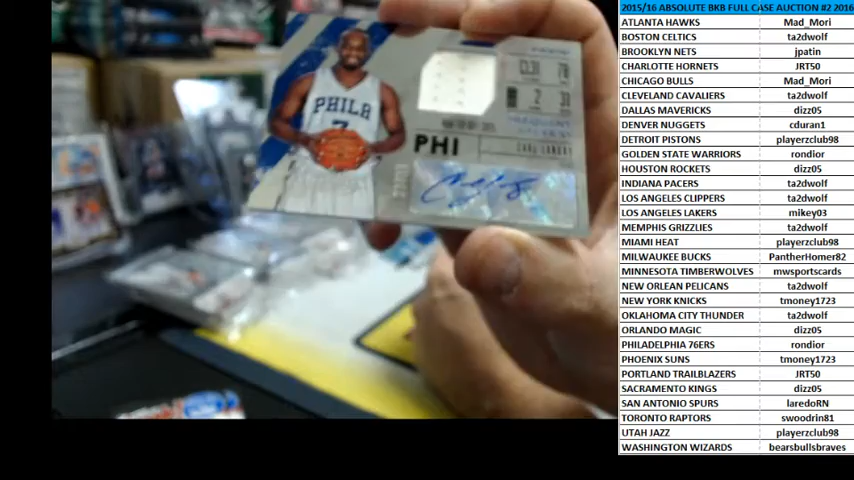 PHILA
7
PHI
CARL LANDRY
2015/16 ABSOLUTE BKB FULL CASE AUCTION #2 2016
ATLANTA HAWKS Mad_Mori
BOSTON CELTICS ta2dwolf
BROOKLYN NETS jpatin
CHARLOTTE HORNETS JRT50
CHICAGO BULLS Mad_Mori
CLEVELAND CAVALIERS ta2dwolf
DALLAS MAVERICKS dizz05
DENVER NUGGETS cduran1
DETROIT PISTONS playerzclub98
GOLDEN STATE WARRIORS rondior
HOUSTON ROCKETS dizz05
INDIANA PACERS ta2dwolf
LOS ANGELES CLIPPERS ta2dwolf
LOS ANGELES LAKERS mikey03
MEMPHIS GRIZZLIES ta2dwolf
MIAMI HEAT playerzclub98
MILWAUKEE BUCKS PantherHomer82
MINNESOTA TIMBERWOLVES mwsportscards
NEW ORLEAN PELICANS ta2dwolf
NEW YORK KNICKS tmoney1723
OKLAHOMA CITY THUNDER ta2dwolf
ORLANDO MAGIC dizz05
PHILADELPHIA 76ERS rondior
PHOENIX SUNS tmoney1723
PORTLAND TRAILBLAZERS JRT50
SACRAMENTO KINGS dizz05
SAN ANTONIO SPURS laredoRN
TORONTO RAPTORS swoodrin81
UTAH JAZZ playerzclub98
WASHINGTON WIZARDS bearsbullsbraves